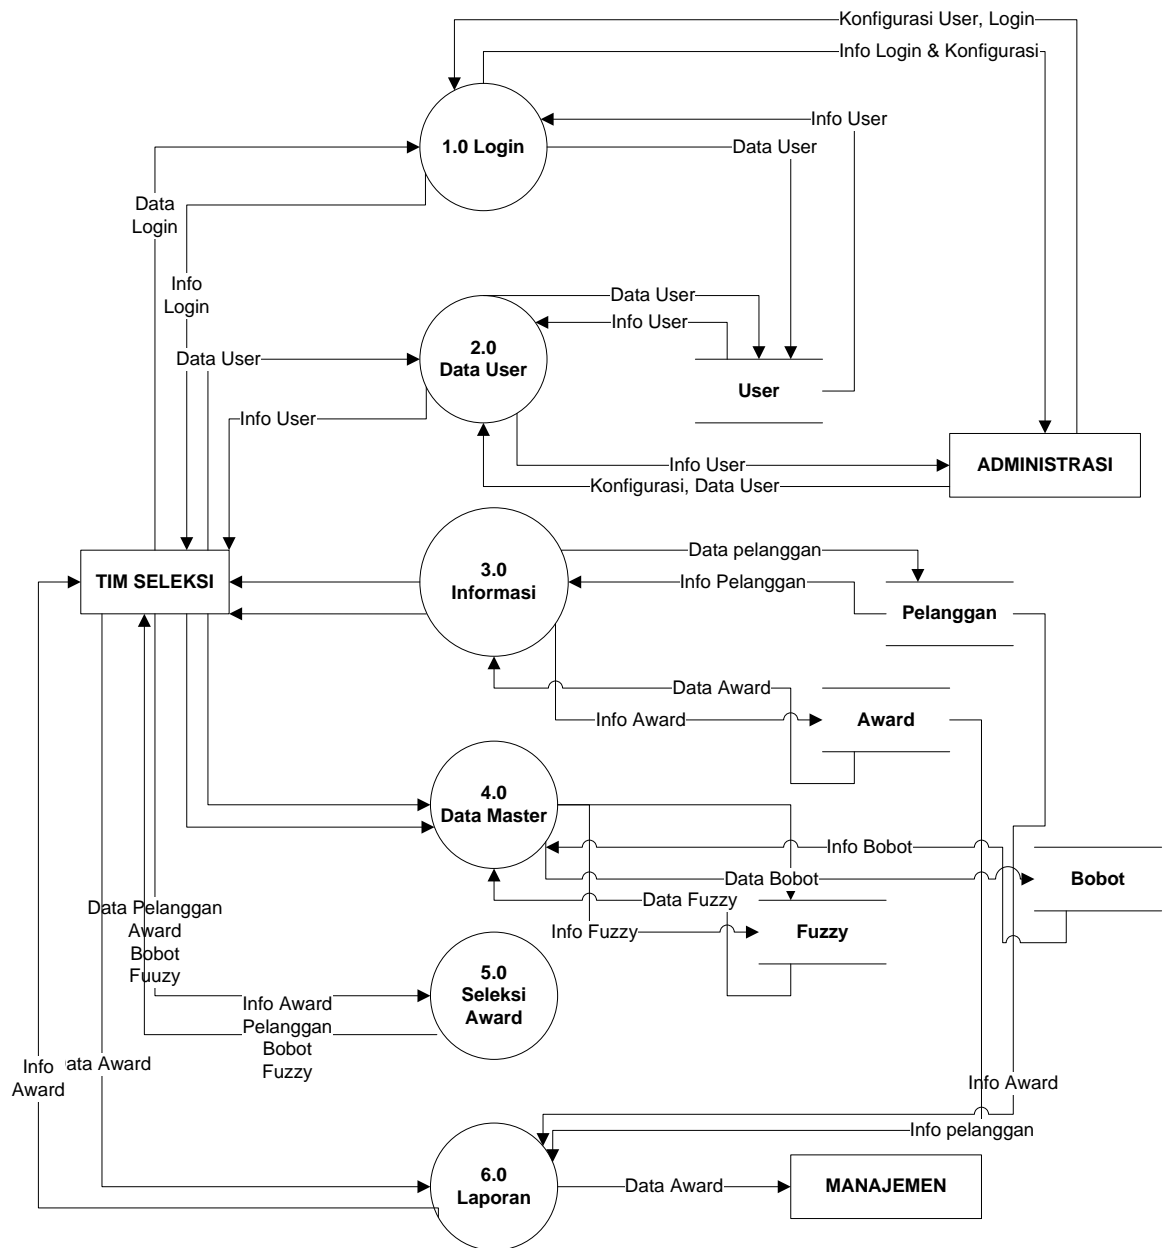 Konfigurasi User, Login
Info Login & Konfigurasi
Info User
1.0 Login
Data User
Data
Login
Info
Login
Data User
Info User
2.0
Data User
Data User
Info User
User
Info User
Info User
Konfigurasi, Data User
ADMINISTRASI
TIM SELEKSI
3.0
Informasi
Data pelanggan
Info Pelanggan
Pelanggan
Data Award
Info Award
Award
4.0
Data Master
Info Bobot
Data Bobot
Bobot
Data Fuzzy
Info Fuzzy
Fuzzy
Data Pelanggan
Award
Bobot
Fuuzy
5.0
Seleksi
Award
Info Award
Pelanggan
Bobot
Fuzzy
Info
Award
ata Award
Info Award
Info pelanggan
6.0
Laporan
Data Award
MANAJEMEN